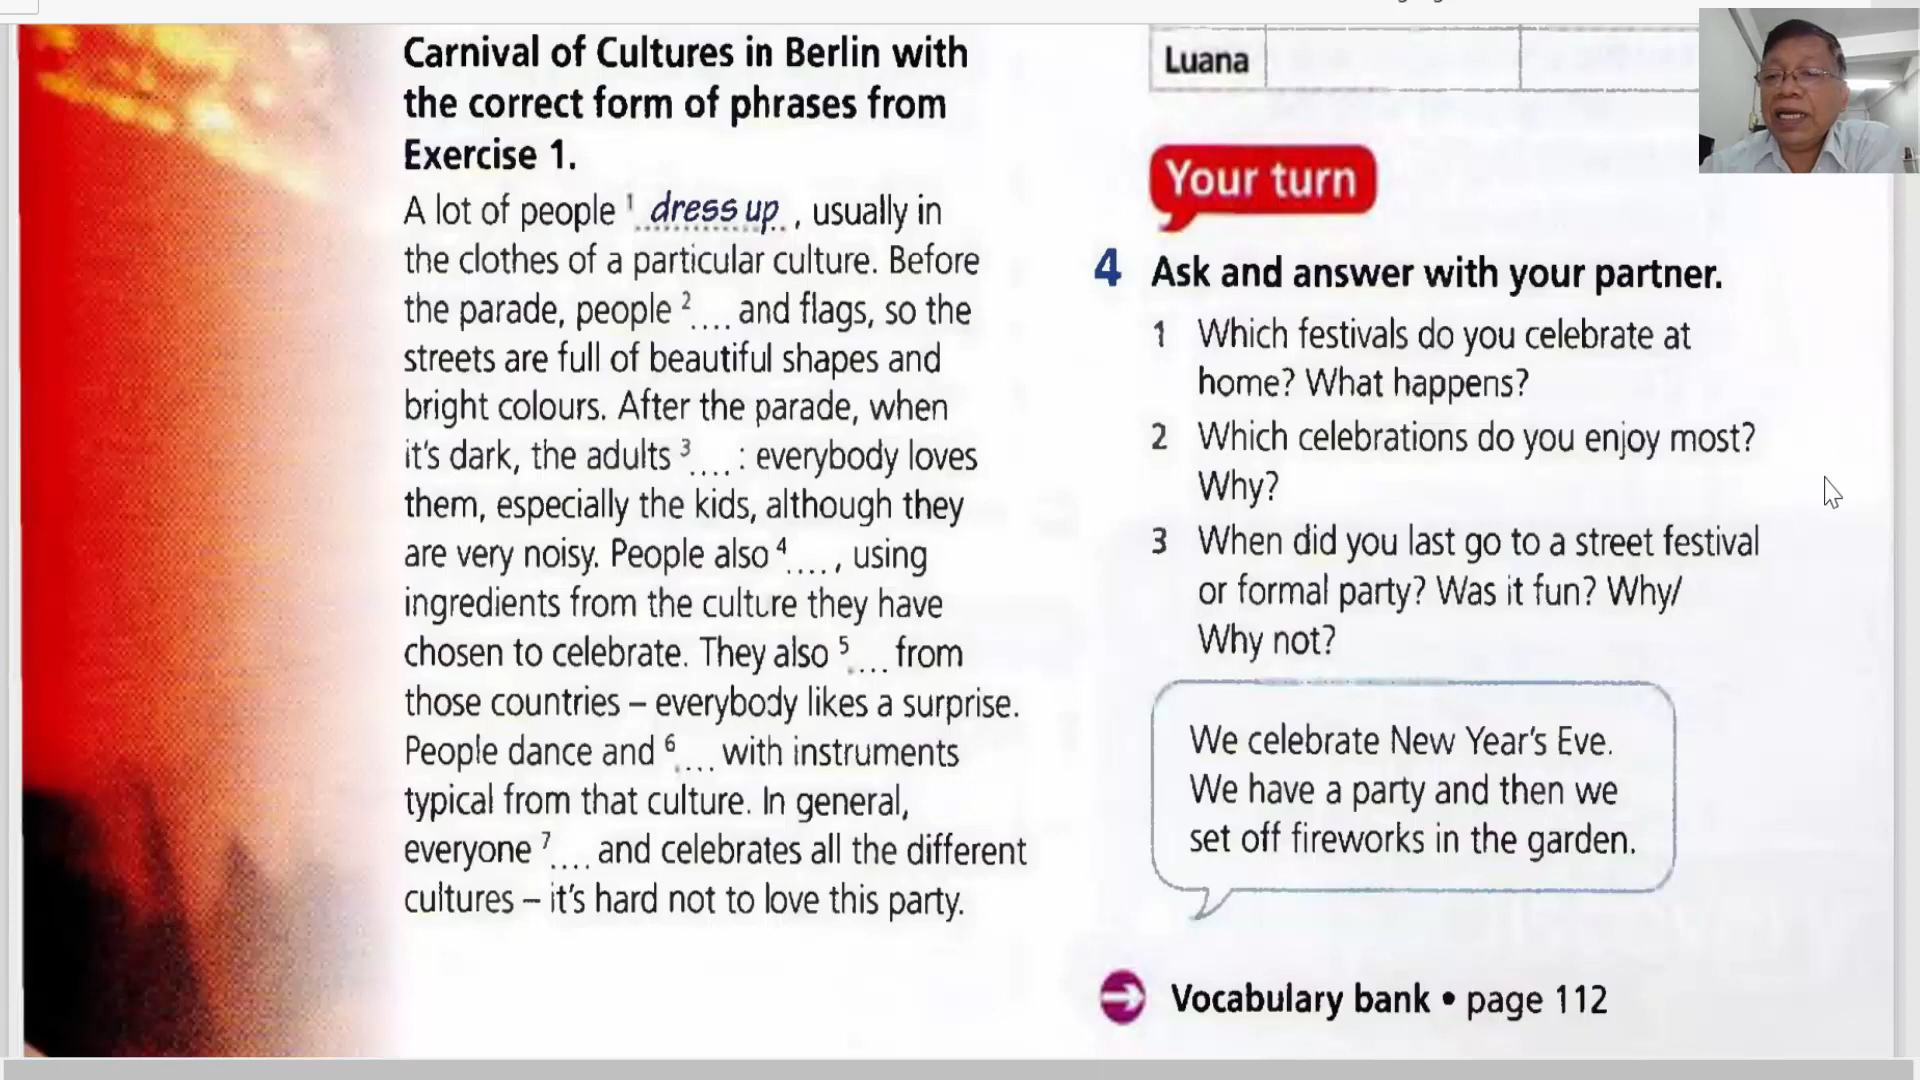 Carnival of Cultures in Berlin with
the correct form of phrases from
Exercise 1.
A lot of people 1 dress up , usually in
the clothes of a particular culture. Before
the parade, people 2 .... and flags, so the
streets are full of beautiful shapes and
bright colours. After the parade, when
it's dark, the adults 3 .... : everybody loves
them, especially the kids, although they
are very noisy. People also 4 .... , using
ingredients from the culture they have
chosen to celebrate. They also 5 .... from
those countries – everybody likes a surprise.
People dance and 6 .... with instruments
typical from that culture. In general,
everyone 7 .... and celebrates all the different
cultures – it's hard not to love this party.
Luana
Your turn
4 Ask and answer with your partner.
1 Which festivals do you celebrate at
home? What happens?
2 Which celebrations do you enjoy most?
Why?
3 When did you last go to a street festival
or formal party? Was it fun? Why/
Why not?
We celebrate New Year's Eve.
We have a party and then we
set off fireworks in the garden.
Vocabulary bank • page 112